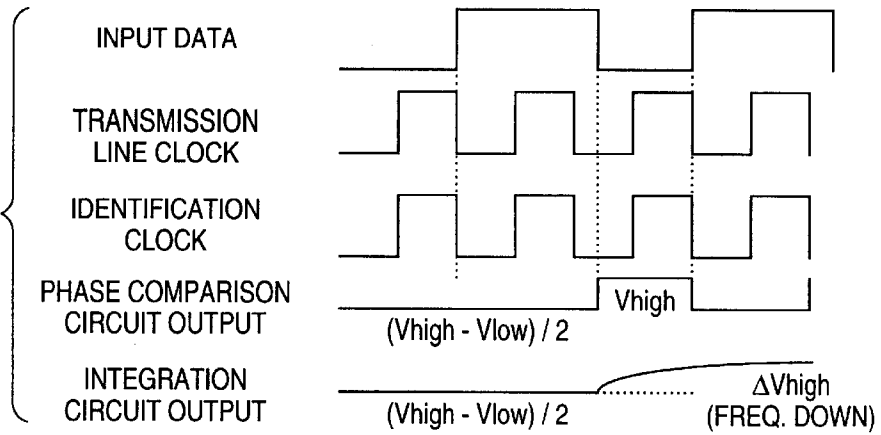 INPUT DATA
TRANSMISSION
LINE CLOCK
IDENTIFICATION
CLOCK
PHASE COMPARISON
CIRCUIT OUTPUT
Vhigh
(Vhigh - Vlow) / 2
INTEGRATION
CIRCUIT OUTPUT
(Vhigh - Vlow) / 2
ΔVhigh
(FREQ. DOWN)